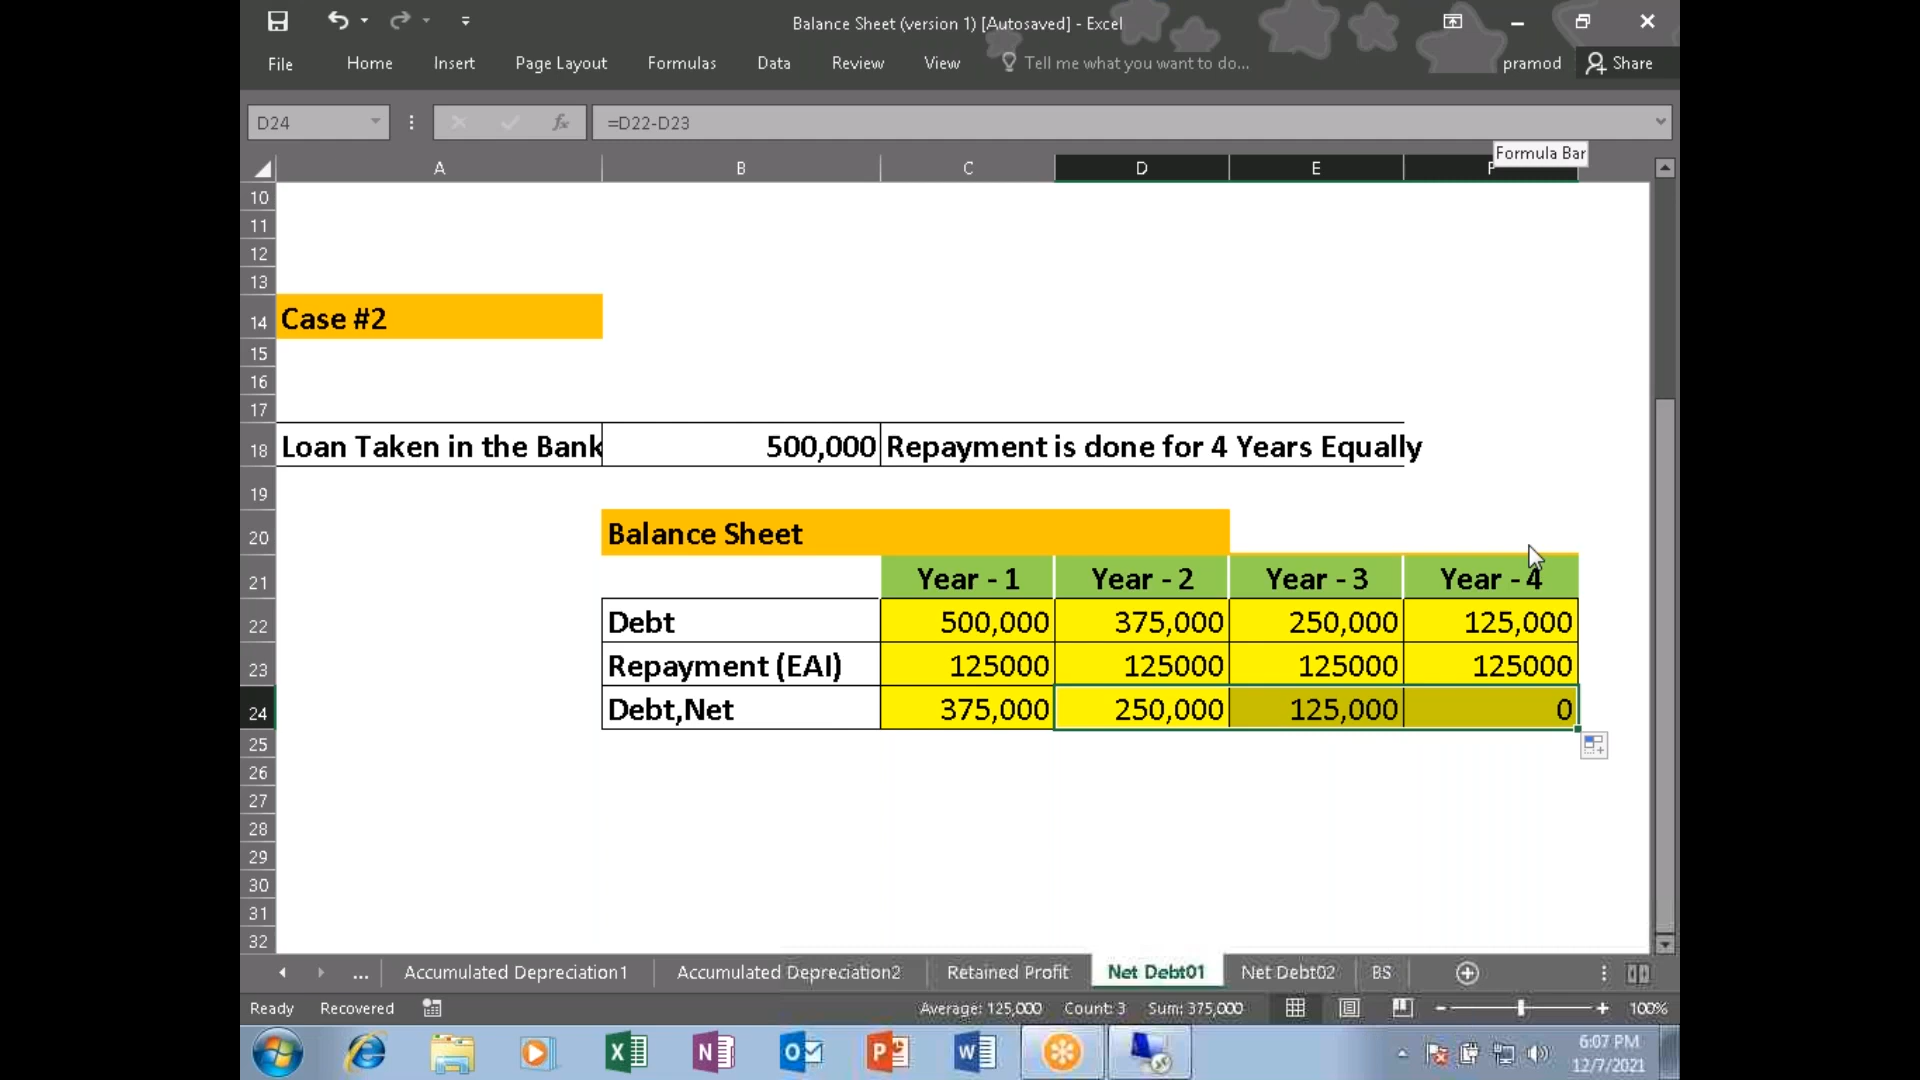 Balance Sheet (version 1) [Autosaved] - Excel
File Home Insert Page Layout Formulas Data Review View Tell me what you want to do... pramod Share
D24 fx =D22-D23
Formula Bar
A B C D E F
10
11
12
13
14 Case #2
15
16
17
18 Loan Taken in the Bank 500,000 Repayment is done for 4 Years Equally
19
20 Balance Sheet
21 Year - 1 Year - 2 Year - 3 Year - 4
22 Debt 500,000 375,000 250,000 125,000
23 Repayment (EAI) 125000 125000 125000 125000
24 Debt,Net 375,000 250,000 125,000 0
25
26
27
28
29
30
31
32
... Accumulated Depreciation1 Accumulated Depreciation2 Retained Profit Net Debt01 Net Debt02 BS
Ready Recovered Average: 125,000 Count: 3 Sum: 375,000 100%
6:07 PM
12/7/2021